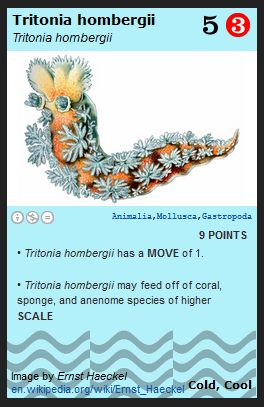 Tritonia hombergii
Tritonia hombergii
5 3
Animalia,Mollusca,Gastropoda
9 POINTS
• Tritonia hombergii has a MOVE of 1.
• Tritonia hombergii may feed off of coral,
sponge, and anenome species of higher
SCALE
Image by Ernst Haeckel
en.wikipedia.org/wiki/Ernst_Haeckel
Cold, Cool